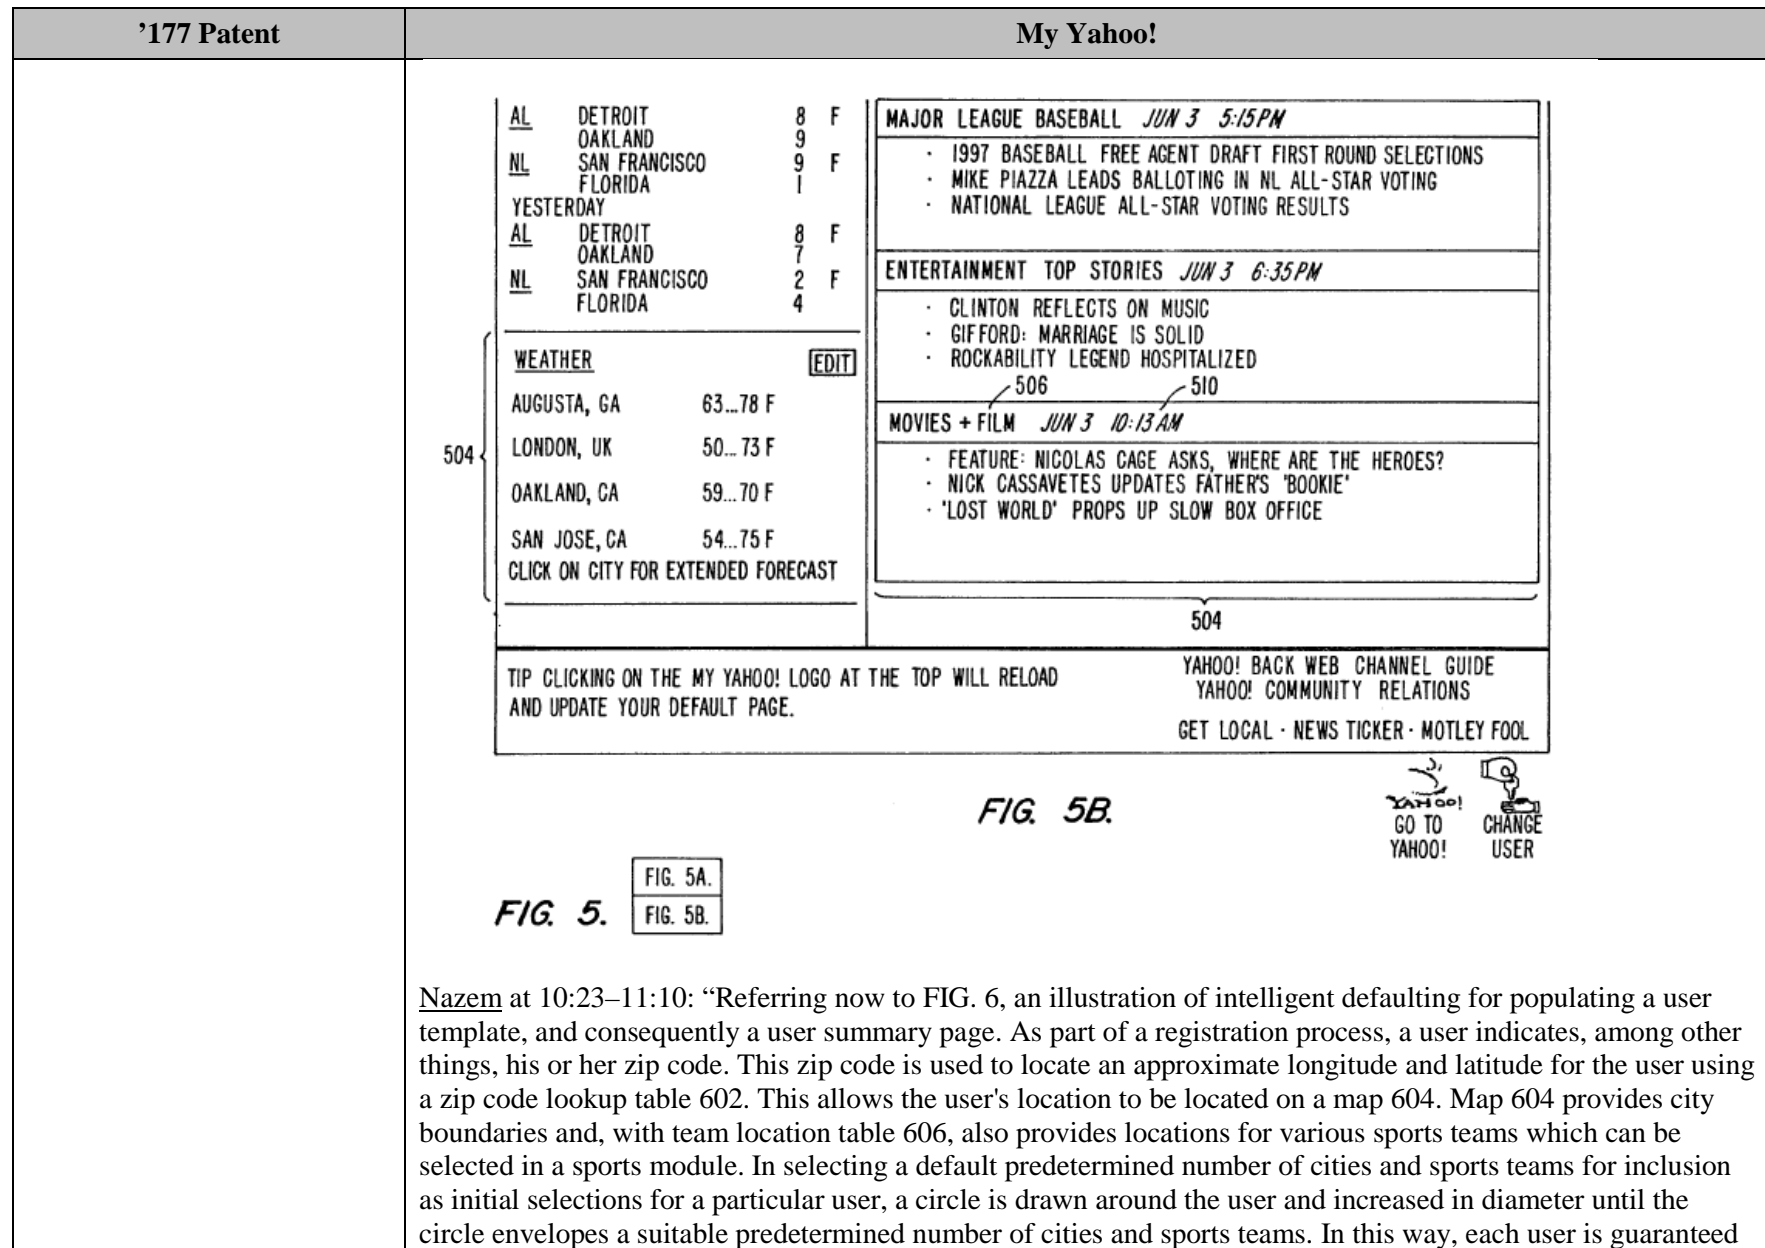 ’177 Patent
My Yahoo!
AL DETROIT 8 F
OAKLAND 9
NL SAN FRANCISCO 9 F
FLORIDA 1
YESTERDAY
AL DETROIT 8 F
OAKLAND 7
NL SAN FRANCISCO 2 F
FLORIDA 4
WEATHER EDIT
AUGUSTA, GA 63...78 F
LONDON, UK 50...73 F
OAKLAND, CA 59...70 F
SAN JOSE, CA 54...75 F
CLICK ON CITY FOR EXTENDED FORECAST
504
MAJOR LEAGUE BASEBALL JUN 3 5:15PM
· 1997 BASEBALL FREE AGENT DRAFT FIRST ROUND SELECTIONS
· MIKE PIAZZA LEADS BALLOTING IN NL ALL-STAR VOTING
· NATIONAL LEAGUE ALL-STAR VOTING RESULTS
ENTERTAINMENT TOP STORIES JUN 3 6:35PM
· CLINTON REFLECTS ON MUSIC
· GIFFORD: MARRIAGE IS SOLID
· ROCKABILITY LEGEND HOSPITALIZED
506 510
MOVIES + FILM JUN 3 10:13AM
· FEATURE: NICOLAS CAGE ASKS, WHERE ARE THE HEROES?
· NICK CASSAVETES UPDATES FATHER'S 'BOOKIE'
· 'LOST WORLD' PROPS UP SLOW BOX OFFICE
504
TIP CLICKING ON THE MY YAHOO! LOGO AT THE TOP WILL RELOAD
AND UPDATE YOUR DEFAULT PAGE.
YAHOO! BACK WEB CHANNEL GUIDE
YAHOO! COMMUNITY RELATIONS
GET LOCAL · NEWS TICKER · MOTLEY FOOL
FIG. 5B.
YAHOO!
GO TO
YAHOO!
CHANGE
USER
FIG. 5.
FIG. 5A.
FIG. 5B.
Nazem at 10:23–11:10: “Referring now to FIG. 6, an illustration of intelligent defaulting for populating a user
template, and consequently a user summary page. As part of a registration process, a user indicates, among other
things, his or her zip code. This zip code is used to locate an approximate longitude and latitude for the user using
a zip code lookup table 602. This allows the user's location to be located on a map 604. Map 604 provides city
boundaries and, with team location table 606, also provides locations for various sports teams which can be
selected in a sports module. In selecting a default predetermined number of cities and sports teams for inclusion
as initial selections for a particular user, a circle is drawn around the user and increased in diameter until the
circle envelopes a suitable predetermined number of cities and sports teams. In this way, each user is guaranteed